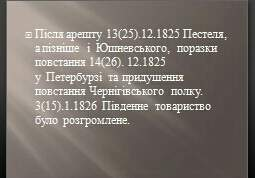 Після арешту 13(25).12.1825 Пестеля,
а пізніше і Юшневського, поразки
повстання 14(26). 12.1825
у Петербурзі та придушення
повстання Чернігівського полку.
3(15).1.1826 Південне товариство
було розгромлене.